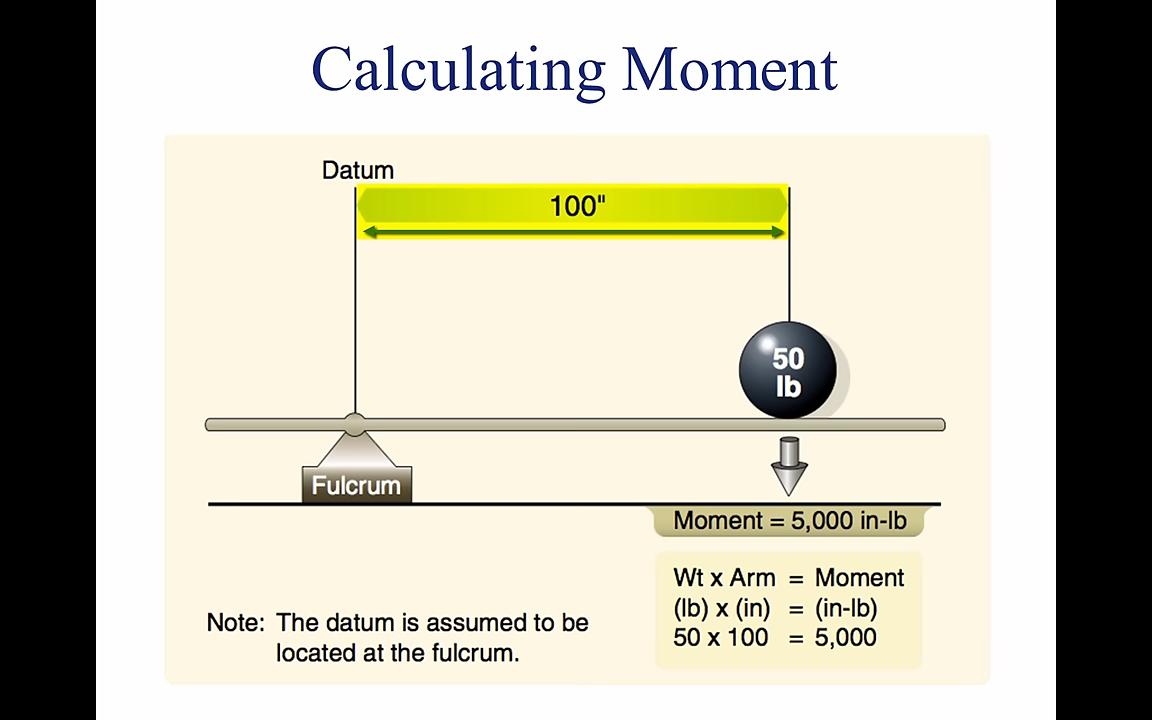 Calculating Moment
Datum
100"
50
lb
Fulcrum
Moment = 5,000 in-lb
Wt x Arm = Moment
(lb) x (in) = (in-lb)
50 x 100 = 5,000
Note: The datum is assumed to be
located at the fulcrum.